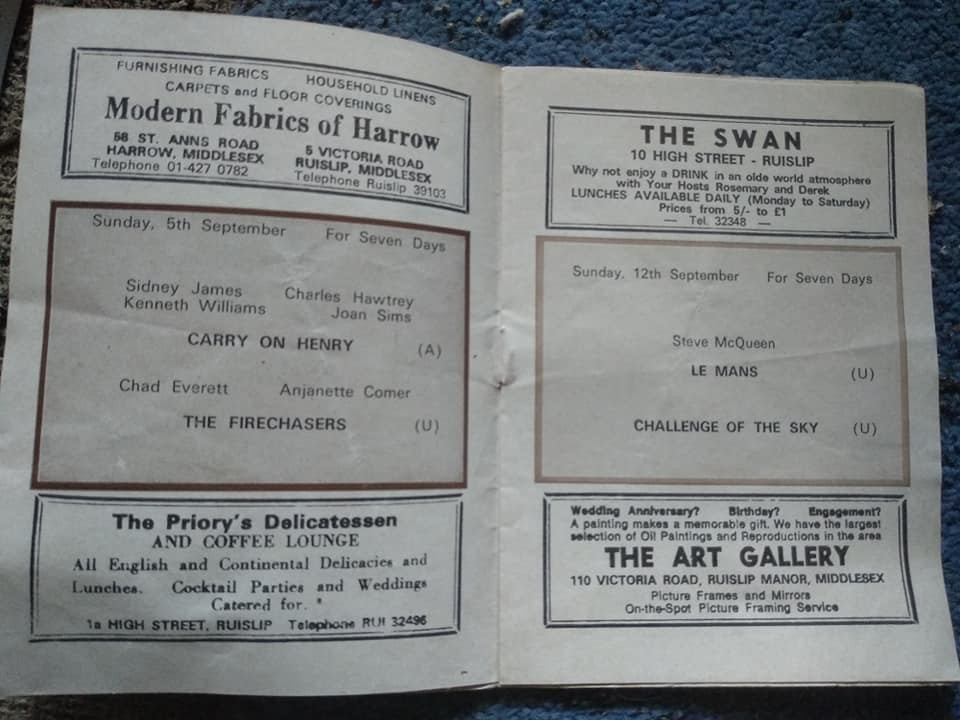 FURNISHING FABRICS HOUSEHOLD LINENS
CARPETS and FLOOR COVERINGS
Modern Fabrics of Harrow
58 ST. ANNS ROAD 5 VICTORIA ROAD
HARROW, MIDDLESEX RUISLIP, MIDDLESEX
Telephone 01-427 0782 Telephone Ruislip 39103
Sunday, 5th September For Seven Days
Sidney James Charles Hawtrey
Kenneth Williams Joan Sims
CARRY ON HENRY (A)
Chad Everett Anjanette Comer
THE FIRECHASERS (U)
The Priory's Delicatessen
AND COFFEE LOUNGE
All English and Continental Delicacies and
Lunches. Cocktail Parties and Weddings
Catered for. *
1a HIGH STREET, RUISLIP Telephone RUI 32496
THE SWAN
10 HIGH STREET - RUISLIP
Why not enjoy a DRINK in an olde world atmosphere
with Your Hosts Rosemary and Derek
LUNCHES AVAILABLE DAILY (Monday to Saturday)
Prices from 5/- to £1
— Tel. 32348 —
Sunday, 12th September For Seven Days
Steve McQueen
LE MANS (U)
CHALLENGE OF THE SKY (U)
Wedding Anniversary? Birthday? Engagement?
A painting makes a memorable gift. We have the largest
selection of Oil Paintings and Reproductions in the area
THE ART GALLERY
110 VICTORIA ROAD, RUISLIP MANOR, MIDDLESEX
Picture Frames and Mirrors
On-the-Spot Picture Framing Service